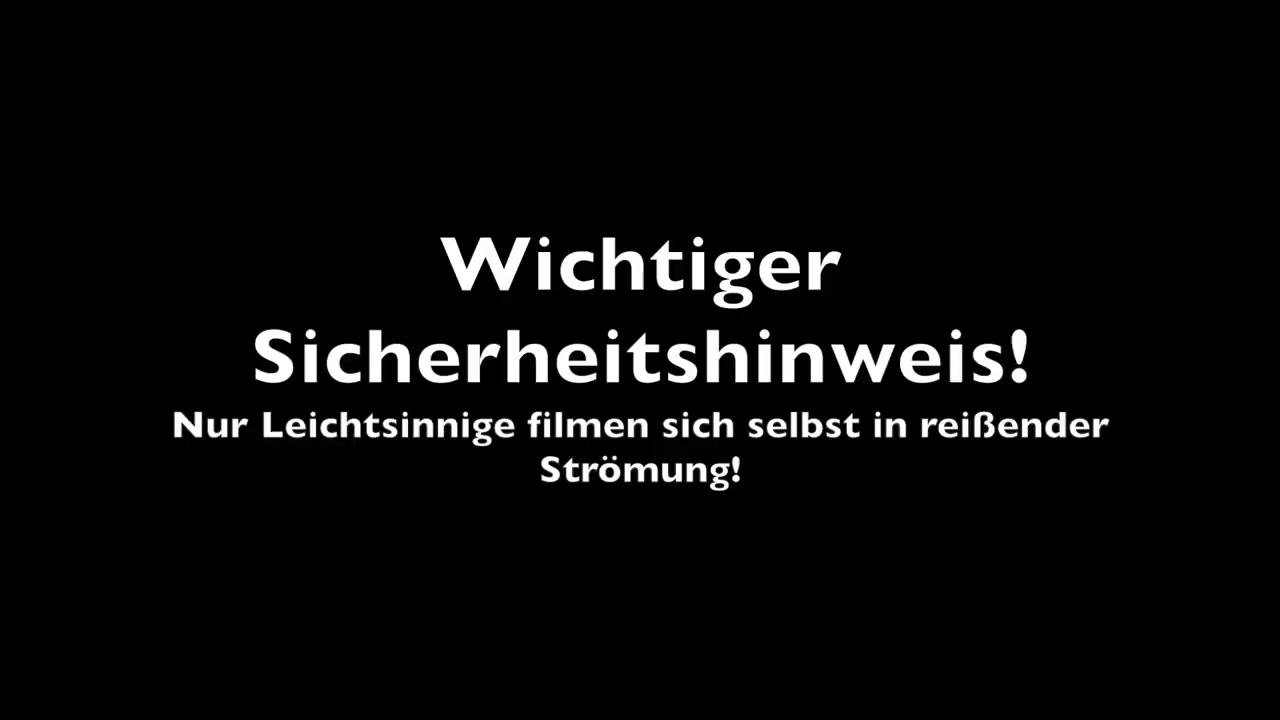 Wichtiger
Sicherheitshinweis!
Nur Leichtsinnige filmen sich selbst in reißender
Strömung!